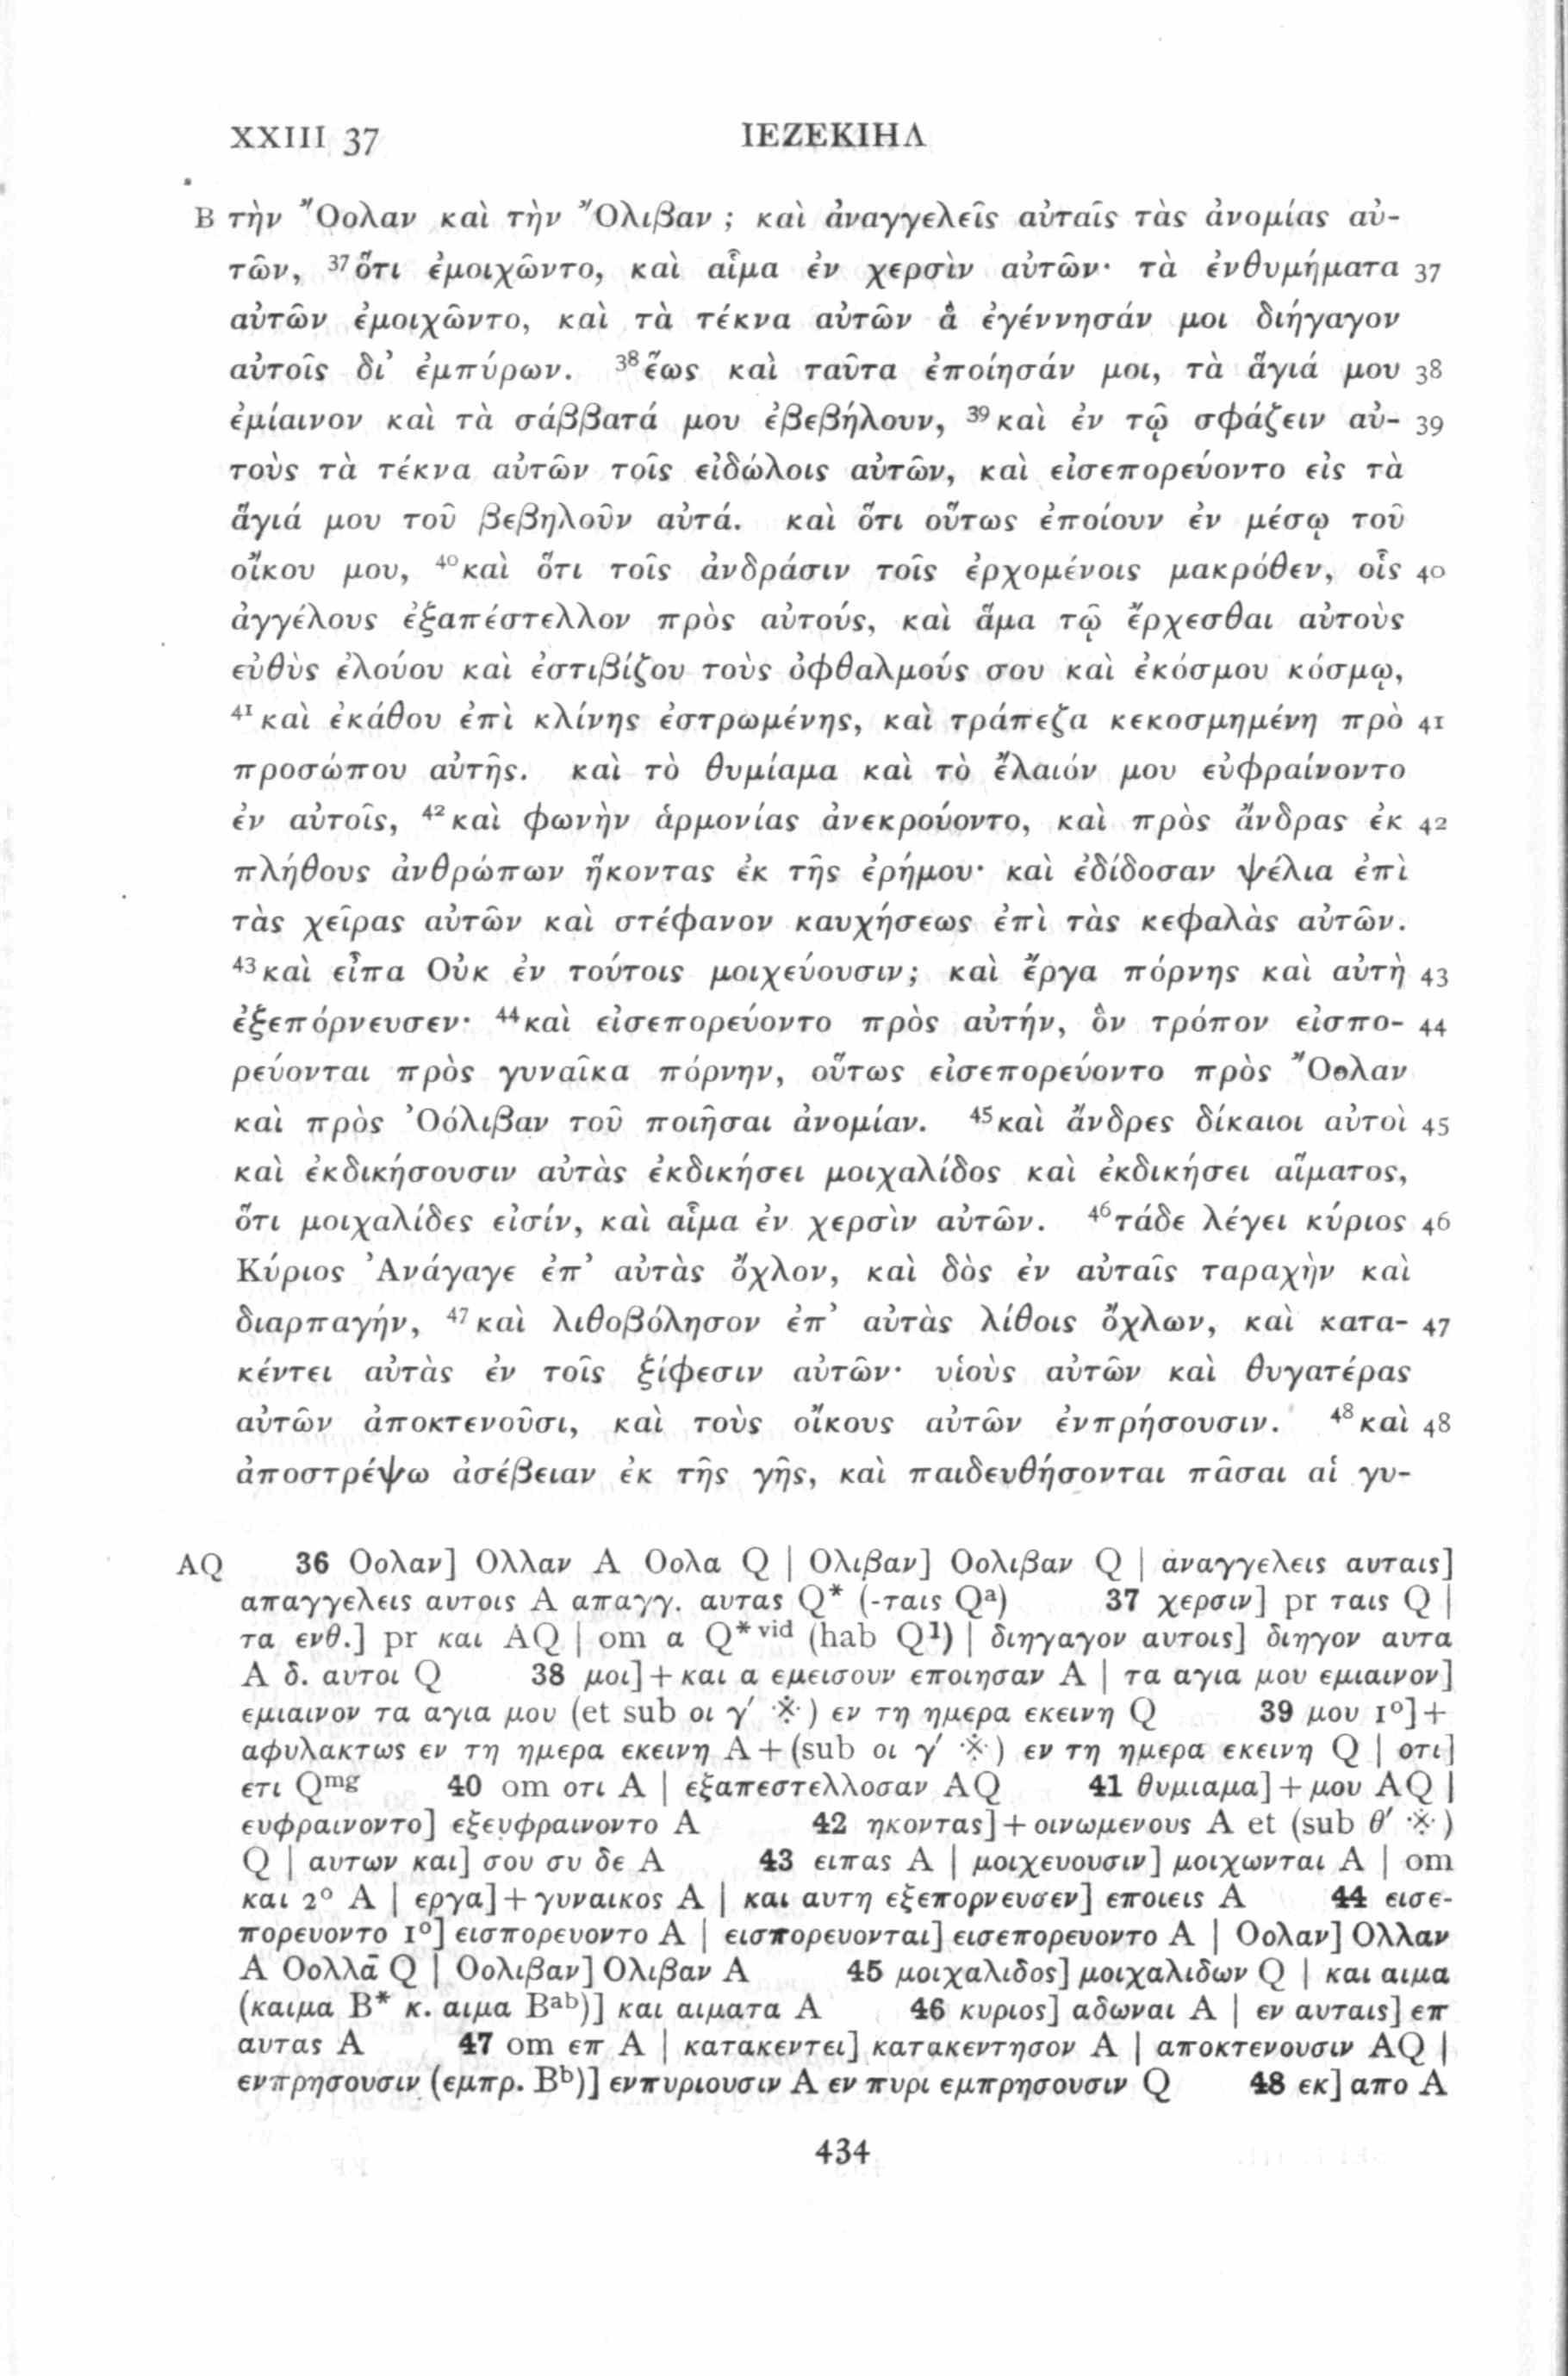 XXIII 37 ΙΕΖΕΚΙΗΛ
B τὴν Ὄολαν καὶ τὴν Ὄλιβαν ; καὶ ἀναγγελεῖς αὐταῖς τὰς ἀνομίας αὐ-
τῶν, ³⁷ὅτι ἐμοιχῶντο, καὶ αἷμα ἐν χερσὶν αὐτῶν· τὰ ἐνθυμήματα 37
αὐτῶν ἐμοιχῶντο, καὶ τὰ τέκνα αὐτῶν ἃ ἐγέννησάν μοι διήγαγον
αὐτοῖς δι’ ἐμπύρων. ³⁸ἕως καὶ ταῦτα ἐποίησάν μοι, τὰ ἅγιά μου 38
ἐμίαινον καὶ τὰ σάββατά μου ἐβεβήλουν, ³⁹καὶ ἐν τῷ σφάζειν αὐ- 39
τοὺς τὰ τέκνα αὐτῶν τοῖς εἰδώλοις αὐτῶν, καὶ εἰσεπορεύοντο εἰς τὰ
ἅγιά μου τοῦ βεβηλοῦν αὐτά. καὶ ὅτι οὕτως ἐποίουν ἐν μέσῳ τοῦ
οἴκου μου, ⁴⁰καὶ ὅτι τοῖς ἀνδράσιν τοῖς ἐρχομένοις μακρόθεν, οἷς 40
ἀγγέλους ἐξαπέστελλον πρὸς αὐτούς, καὶ ἅμα τῷ ἔρχεσθαι αὐτοὺς
εὐθὺς ἐλούου καὶ ἐστιβίζου τοὺς ὀφθαλμούς σου καὶ ἐκόσμου κόσμῳ,
⁴¹καὶ ἐκάθου ἐπὶ κλίνης ἐστρωμένης, καὶ τράπεζα κεκοσμημένη πρὸ 41
προσώπου αὐτῆς. καὶ τὸ θυμίαμα καὶ τὸ ἔλαιόν μου εὐφραίνοντο
ἐν αὐτοῖς, ⁴²καὶ φωνὴν ἁρμονίας ἀνεκρούοντο, καὶ πρὸς ἄνδρας ἐκ 42
πλήθους ἀνθρώπων ἥκοντας ἐκ τῆς ἐρήμου· καὶ ἐδίδοσαν ψέλια ἐπὶ
τὰς χεῖρας αὐτῶν καὶ στέφανον καυχήσεως ἐπὶ τὰς κεφαλὰς αὐτῶν.
⁴³καὶ εἶπα Οὐκ ἐν τούτοις μοιχεύουσιν; καὶ ἔργα πόρνης καὶ αὐτὴ 43
ἐξεπόρνευσεν· ⁴⁴καὶ εἰσεπορεύοντο πρὸς αὐτήν, ὃν τρόπον εἰσπο- 44
ρεύονται πρὸς γυναῖκα πόρνην, οὕτως εἰσεπορεύοντο πρὸς Ὄολαν
καὶ πρὸς Ὀόλιβαν τοῦ ποιῆσαι ἀνομίαν. ⁴⁵καὶ ἄνδρες δίκαιοι αὐτοὶ 45
καὶ ἐκδικήσουσιν αὐτὰς ἐκδικήσει μοιχαλίδος καὶ ἐκδικήσει αἵματος,
ὅτι μοιχαλίδες εἰσίν, καὶ αἷμα ἐν χερσὶν αὐτῶν. ⁴⁶τάδε λέγει κύριος 46
Κύριος Ἀνάγαγε ἐπ’ αὐτὰς ὄχλον, καὶ δὸς ἐν αὐταῖς ταραχὴν καὶ
διαρπαγήν, ⁴⁷καὶ λιθοβόλησον ἐπ’ αὐτὰς λίθοις ὄχλων, καὶ κατα- 47
κέντει αὐτὰς ἐν τοῖς ξίφεσιν αὐτῶν· υἱοὺς αὐτῶν καὶ θυγατέρας
αὐτῶν ἀποκτενοῦσι, καὶ τοὺς οἴκους αὐτῶν ἐνπρήσουσιν. ⁴⁸καὶ 48
ἀποστρέψω ἀσέβειαν ἐκ τῆς γῆς, καὶ παιδευθήσονται πᾶσαι αἱ γυ-
AQ 36 Οολαν] Ολλαν A Οολα Q | Ολιβαν] Οολιβαν Q | αναγγελεις αυταις]
απαγγελεις αυτοις A απαγγ. αυτας Q* (-ταις Qᵃ) 37 χερσιν] pr ταις Q |
τα ενθ.] pr και AQ | om α Q*ᵛⁱᵈ (hab Q¹) | διηγαγον αυτοις] διηγον αυτα
A δ. αυτοι Q 38 μοι]+και α εμεισουν εποιησαν A | τα αγια μου εμιαινον]
εμιαινον τα αγια μου (et sub οι γ′ ※) εν τη ημερα εκεινη Q 39 μου 1°]+
αφυλακτως εν τη ημερα εκεινη A+(sub οι γ′ ※) εν τη ημερα εκεινη Q | οτι]
ετι Qᵐᵍ 40 om οτι A | εξαπεστελλοσαν AQ 41 θυμιαμα]+μου AQ |
ευφραινοντο] εξευφραινοντο A 42 ηκοντας]+οινωμενους A et (sub θ′ ※)
Q | αυτων και] σου συ δε A 43 ειπας A | μοιχευουσιν] μοιχωνται A | om
και 2° A | εργα]+γυναικος A | και αυτη εξεπορνευσεν] εποιεις A 44 εισε-
πορευοντο 1°] εισπορευοντο A | εισπορευονται] εισεπορευοντο A | Οολαν] Ολλαν
A Οολλᾱ Q | Οολιβαν] Ολιβαν A 45 μοιχαλιδος] μοιχαλιδων Q | και αιμα
(καιμα B* κ. αιμα Bᵃᵇ)] και αιματα A 46 κυριος] αδωναι A | εν αυταις] επ
αυτας A 47 om επ A | κατακεντει] κατακεντησον A | αποκτενουσιν AQ |
ενπρησουσιν (εμπρ. Bᵇ)] ενπυριουσιν A εν πυρι εμπρησουσιν Q 48 εκ] απο A
434